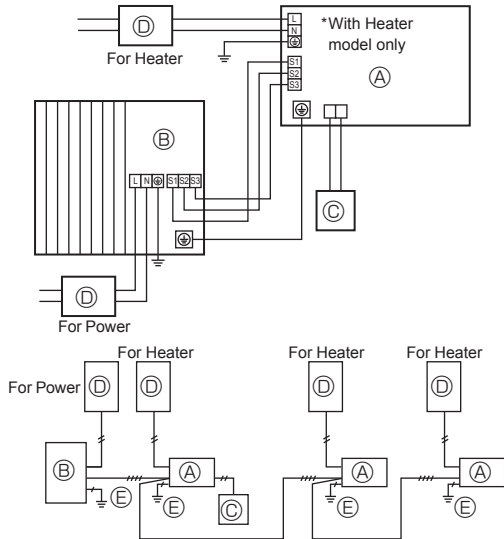 Ⓓ
For Heater
L
N
*With Heater
model only
S1
S2
S3
Ⓐ
Ⓑ
L N S1 S2 S3
Ⓒ
Ⓓ
For Power
For Heater For Heater For Heater
For Power Ⓓ Ⓓ Ⓓ Ⓓ
Ⓑ Ⓐ Ⓐ Ⓐ
Ⓔ Ⓔ Ⓒ Ⓔ Ⓔ